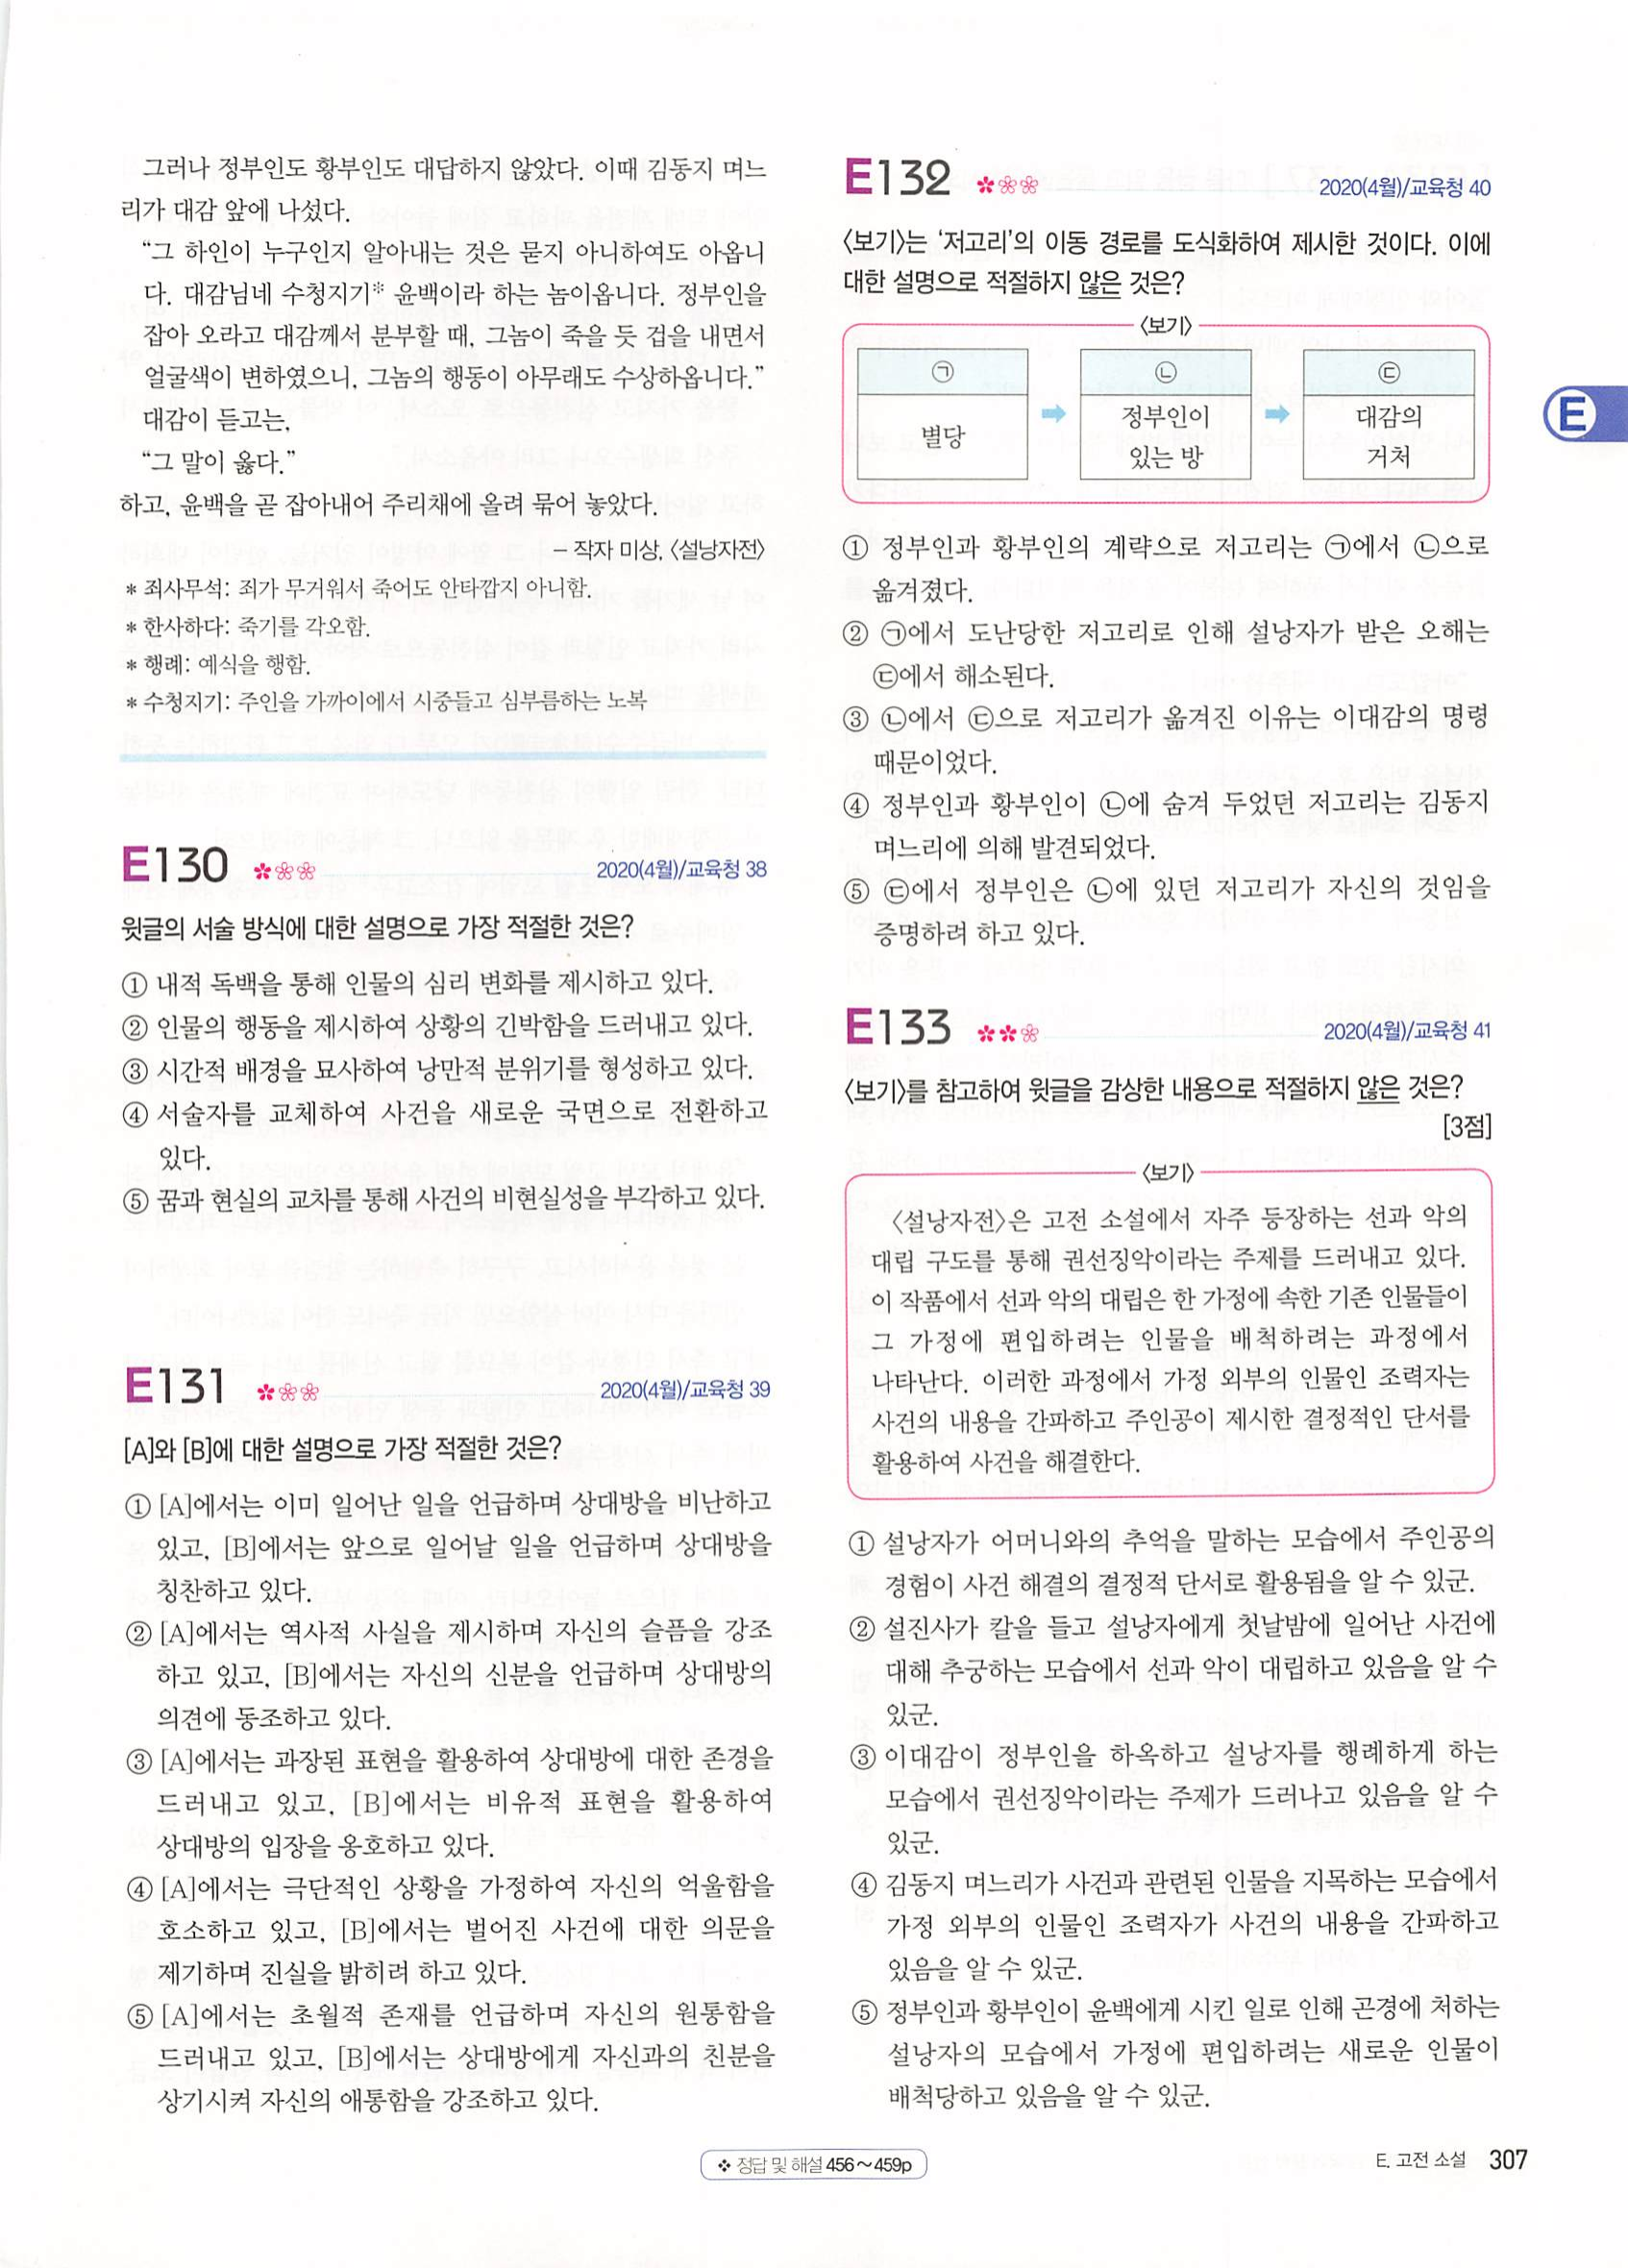 그러나 정부인도 황부인도 대답하지 않았다. 이때 김동지 며느
리가 대감 앞에 나섰다.
“그 하인이 누구인지 알아내는 것은 묻지 아니하여도 아옵니
다. 대감님네 수청지기* 윤백이라 하는 놈이옵니다. 정부인을
잡아 오라고 대감께서 분부할 때, 그놈이 죽을 듯 겁을 내면서
얼굴색이 변하였으니, 그놈의 행동이 아무래도 수상하옵니다.”
대감이 듣고는,
“그 말이 옳다.”
하고, 윤백을 곧 잡아내어 주리채에 올려 묶어 놓았다.
- 작자 미상, 〈설낭자전〉
* 죄사무석: 죄가 무거워서 죽어도 안타깝지 아니함.
* 한사하다: 죽기를 각오함.
* 행례: 예식을 행함.
* 수청지기: 주인을 가까이에서 시중들고 심부름하는 노복
E130 2020(4월)/교육청 38
윗글의 서술 방식에 대한 설명으로 가장 적절한 것은?
① 내적 독백을 통해 인물의 심리 변화를 제시하고 있다.
② 인물의 행동을 제시하여 상황의 긴박함을 드러내고 있다.
③ 시간적 배경을 묘사하여 낭만적 분위기를 형성하고 있다.
④ 서술자를 교체하여 사건을 새로운 국면으로 전환하고
있다.
⑤ 꿈과 현실의 교차를 통해 사건의 비현실성을 부각하고 있다.
E131 2020(4월)/교육청 39
[A]와 [B]에 대한 설명으로 가장 적절한 것은?
① [A]에서는 이미 일어난 일을 언급하며 상대방을 비난하고
있고, [B]에서는 앞으로 일어날 일을 언급하며 상대방을
칭찬하고 있다.
② [A]에서는 역사적 사실을 제시하며 자신의 슬픔을 강조
하고 있고, [B]에서는 자신의 신분을 언급하며 상대방의
의견에 동조하고 있다.
③ [A]에서는 과장된 표현을 활용하여 상대방에 대한 존경을
드러내고 있고, [B]에서는 비유적 표현을 활용하여
상대방의 입장을 옹호하고 있다.
④ [A]에서는 극단적인 상황을 가정하여 자신의 억울함을
호소하고 있고, [B]에서는 벌어진 사건에 대한 의문을
제기하며 진실을 밝히려 하고 있다.
⑤ [A]에서는 초월적 존재를 언급하며 자신의 원통함을
드러내고 있고, [B]에서는 상대방에게 자신과의 친분을
상기시켜 자신의 애통함을 강조하고 있다.
E132 2020(4월)/교육청 40
〈보기〉는 ‘저고리’의 이동 경로를 도식화하여 제시한 것이다. 이에
대한 설명으로 적절하지 않은 것은?
〈보기〉
㉠ ㉡ ㉢
별당 ➡ 정부인이 ➡ 대감의
있는 방 거처
① 정부인과 황부인의 계략으로 저고리는 ㉠에서 ㉡으로
옮겨졌다.
② ㉠에서 도난당한 저고리로 인해 설낭자가 받은 오해는
㉢에서 해소된다.
③ ㉡에서 ㉢으로 저고리가 옮겨진 이유는 이대감의 명령
때문이었다.
④ 정부인과 황부인이 ㉡에 숨겨 두었던 저고리는 김동지
며느리에 의해 발견되었다.
⑤ ㉢에서 정부인은 ㉡에 있던 저고리가 자신의 것임을
증명하려 하고 있다.
E133 2020(4월)/교육청 41
〈보기〉를 참고하여 윗글을 감상한 내용으로 적절하지 않은 것은?
[3점]
〈보기〉
〈설낭자전〉은 고전 소설에서 자주 등장하는 선과 악의
대립 구도를 통해 권선징악이라는 주제를 드러내고 있다.
이 작품에서 선과 악의 대립은 한 가정에 속한 기존 인물들이
그 가정에 편입하려는 인물을 배척하려는 과정에서
나타난다. 이러한 과정에서 가정 외부의 인물인 조력자는
사건의 내용을 간파하고 주인공이 제시한 결정적인 단서를
활용하여 사건을 해결한다.
① 설낭자가 어머니와의 추억을 말하는 모습에서 주인공의
경험이 사건 해결의 결정적 단서로 활용됨을 알 수 있군.
② 설진사가 칼을 들고 설낭자에게 첫날밤에 일어난 사건에
대해 추궁하는 모습에서 선과 악이 대립하고 있음을 알 수
있군.
③ 이대감이 정부인을 하옥하고 설낭자를 행례하게 하는
모습에서 권선징악이라는 주제가 드러나고 있음을 알 수
있군.
④ 김동지 며느리가 사건과 관련된 인물을 지목하는 모습에서
가정 외부의 인물인 조력자가 사건의 내용을 간파하고
있음을 알 수 있군.
⑤ 정부인과 황부인이 윤백에게 시킨 일로 인해 곤경에 처하는
설낭자의 모습에서 가정에 편입하려는 새로운 인물이
배척당하고 있음을 알 수 있군.
E
❖ 정답 및 해설 456~459p
E. 고전 소설 307